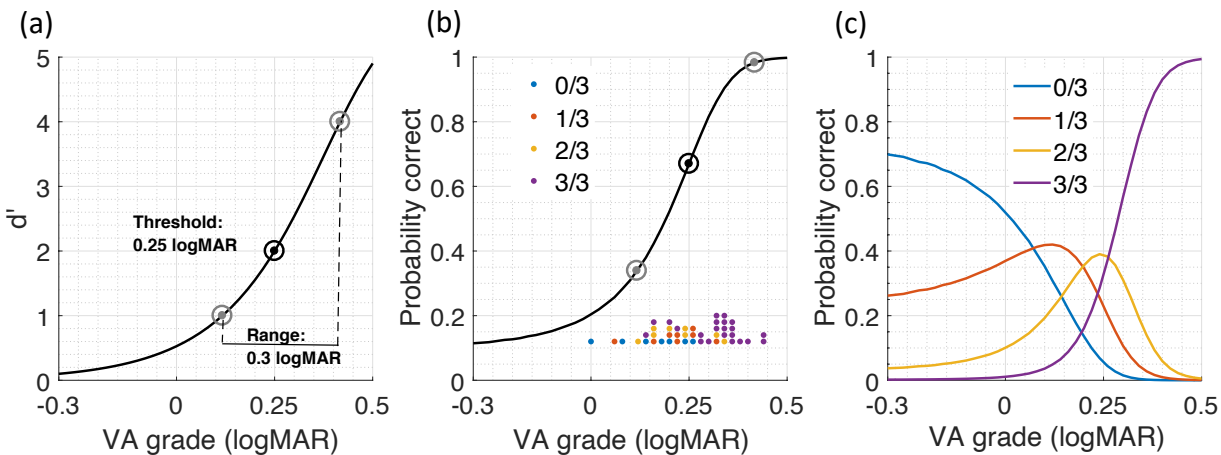 (a)
5
4
3
2
1
0
d'
Threshold:
0.25 logMAR
Range:
0.3 logMAR
-0.3
0
0.25
0.5
VA grade (logMAR)
(b)
1
0.8
0.6
0.4
0.2
0
Probability correct
0/3
1/3
2/3
3/3
-0.3
0
0.25
0.5
VA grade (logMAR)
(c)
1
0.8
0.6
0.4
0.2
0
Probability correct
0/3
1/3
2/3
3/3
-0.3
0
0.25
0.5
VA grade (logMAR)